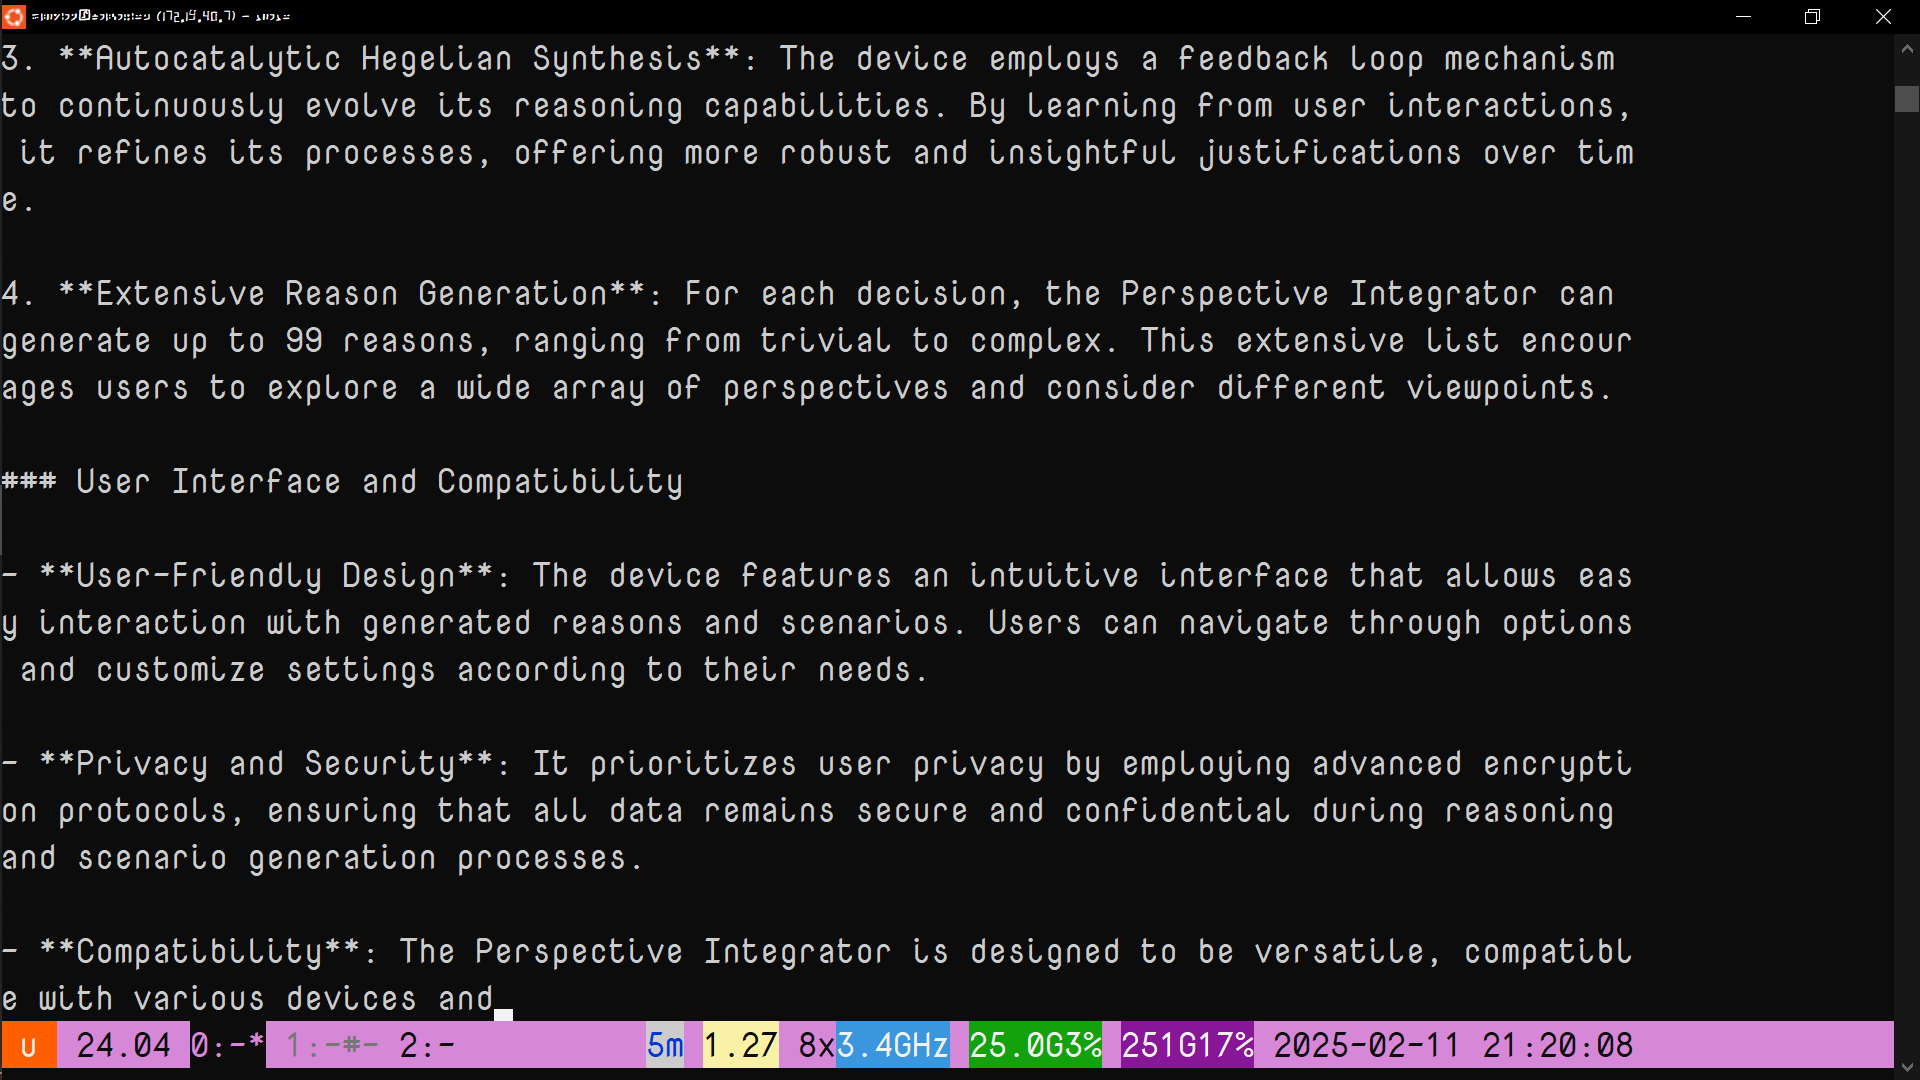 3. **Autocatalytic Hegelian Synthesis**: The device employs a feedback loop mechanism
to continuously evolve its reasoning capabilities. By learning from user interactions,
 it refines its processes, offering more robust and insightful justifications over tim
e.
4. **Extensive Reason Generation**: For each decision, the Perspective Integrator can
generate up to 99 reasons, ranging from trivial to complex. This extensive list encour
ages users to explore a wide array of perspectives and consider different viewpoints.
### User Interface and Compatibility
- **User-Friendly Design**: The device features an intuitive interface that allows eas
y interaction with generated reasons and scenarios. Users can navigate through options
 and customize settings according to their needs.
- **Privacy and Security**: It prioritizes user privacy by employing advanced encrypti
on protocols, ensuring that all data remains secure and confidential during reasoning
and scenario generation processes.
- **Compatibility**: The Perspective Integrator is designed to be versatile, compatibl
e with various devices and
u 24.04 0:-* 1:-#- 2:- 5m 1.27 8x3.4GHz 25.0G3% 251G17% 2025-02-11 21:20:08